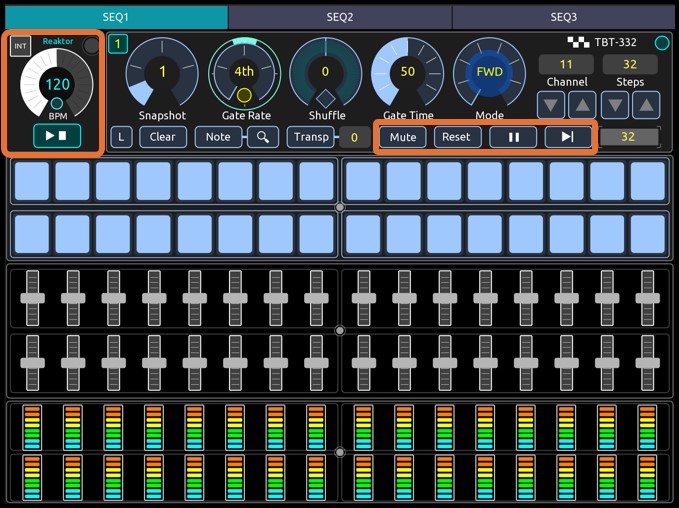 SEQ1 SEQ2 SEQ3
INT Reaktor 1 TBT-332
120 1 4th 0 50 FWD 11 32
BPM Snapshot Gate Rate Shuffle Gate Time Mode Channel Steps
L Clear Note Transp 0 Mute Reset 32